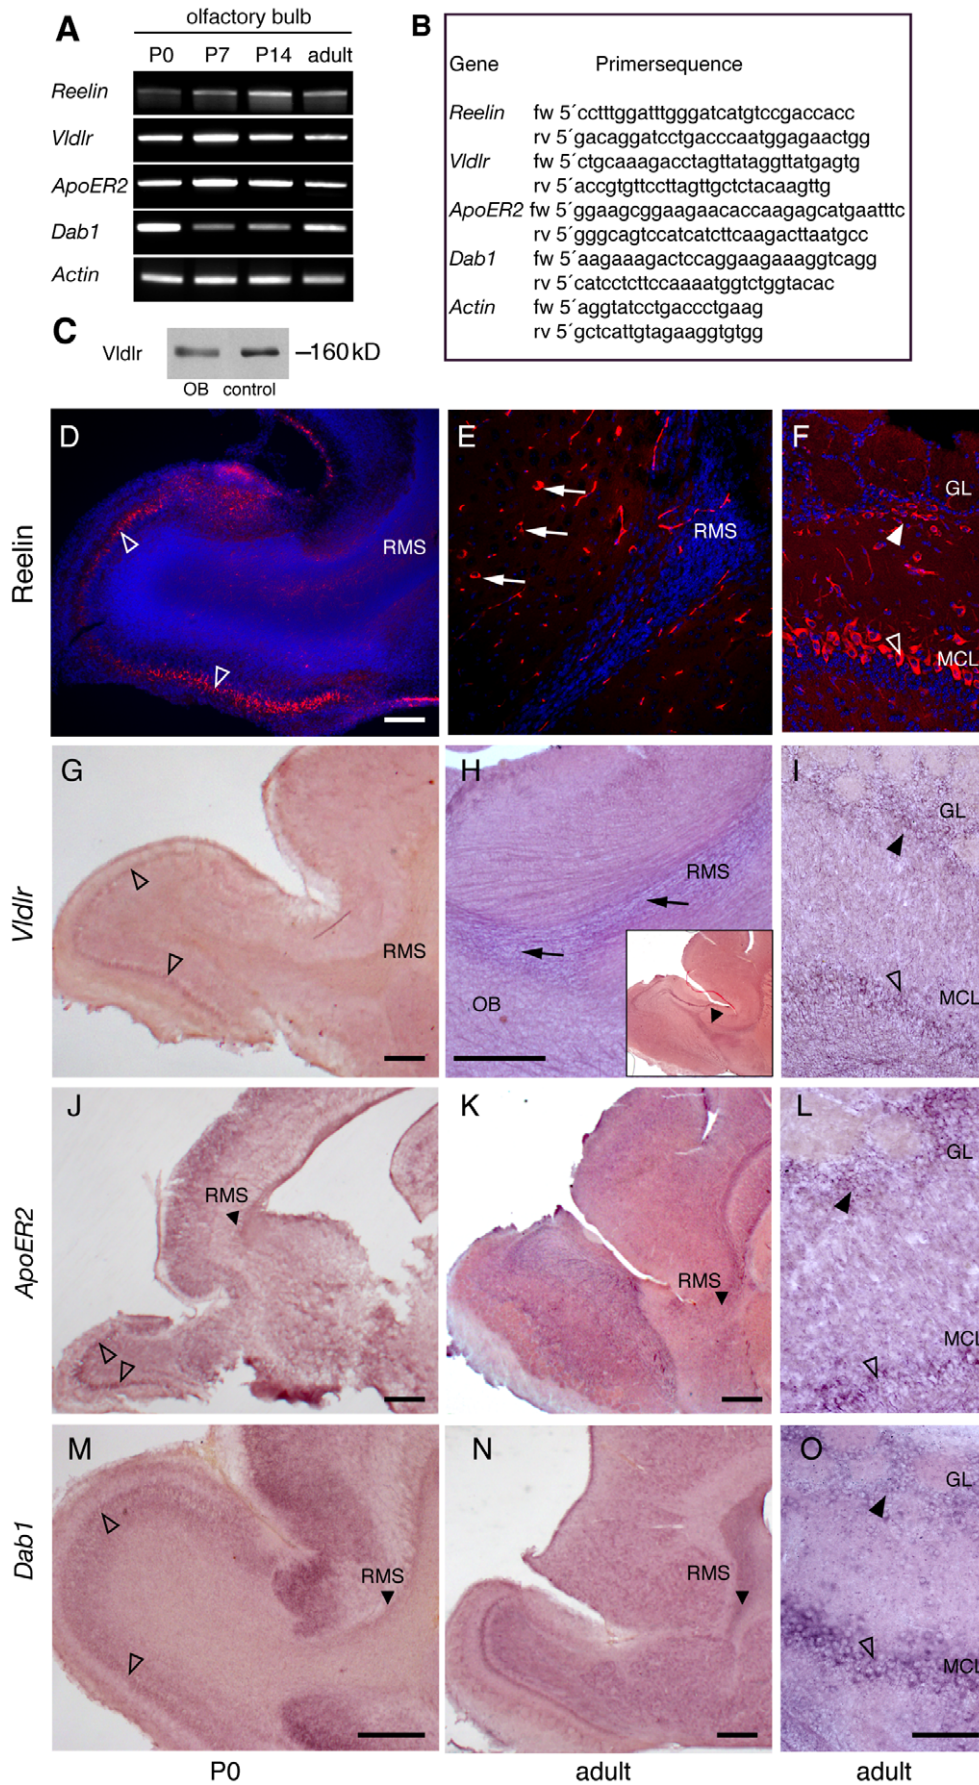 A
olfactory bulb
P0 P7 P14 adult
Reelin
Vldlr
ApoER2
Dab1
Actin
B
Gene Primersequence
Reelin fw 5´cctttggatttgggatcatgtccgaccacc
rv 5´gacaggatcctgacccaatggagaactgg
Vldlr fw 5´ctgcaaagacctagttataggttatgagtg
rv 5´accgtgttccttagttgctctacaagttg
ApoER2 fw 5´ggaagcggaagaacaccaagagcatgaatttc
rv 5´gggcagtccatcatcttcaagacttaatgcc
Dab1 fw 5´aagaaagactccaggaagaaaggtcagg
rv 5´catcctcttccaaaatggtctggtacac
Actin fw 5´aggtatcctgaccctgaag
rv 5´gctcattgtagaaggtgtgg
C
Vldlr –160kD
OB control
Reelin
D
RMS
E
RMS
F
GL
MCL
Vldlr
G
RMS
H
RMS
OB
I
GL
MCL
ApoER2
J
RMS
K
RMS
L
GL
MCL
Dab1
M
RMS
N
RMS
O
GL
MCL
P0 adult adult